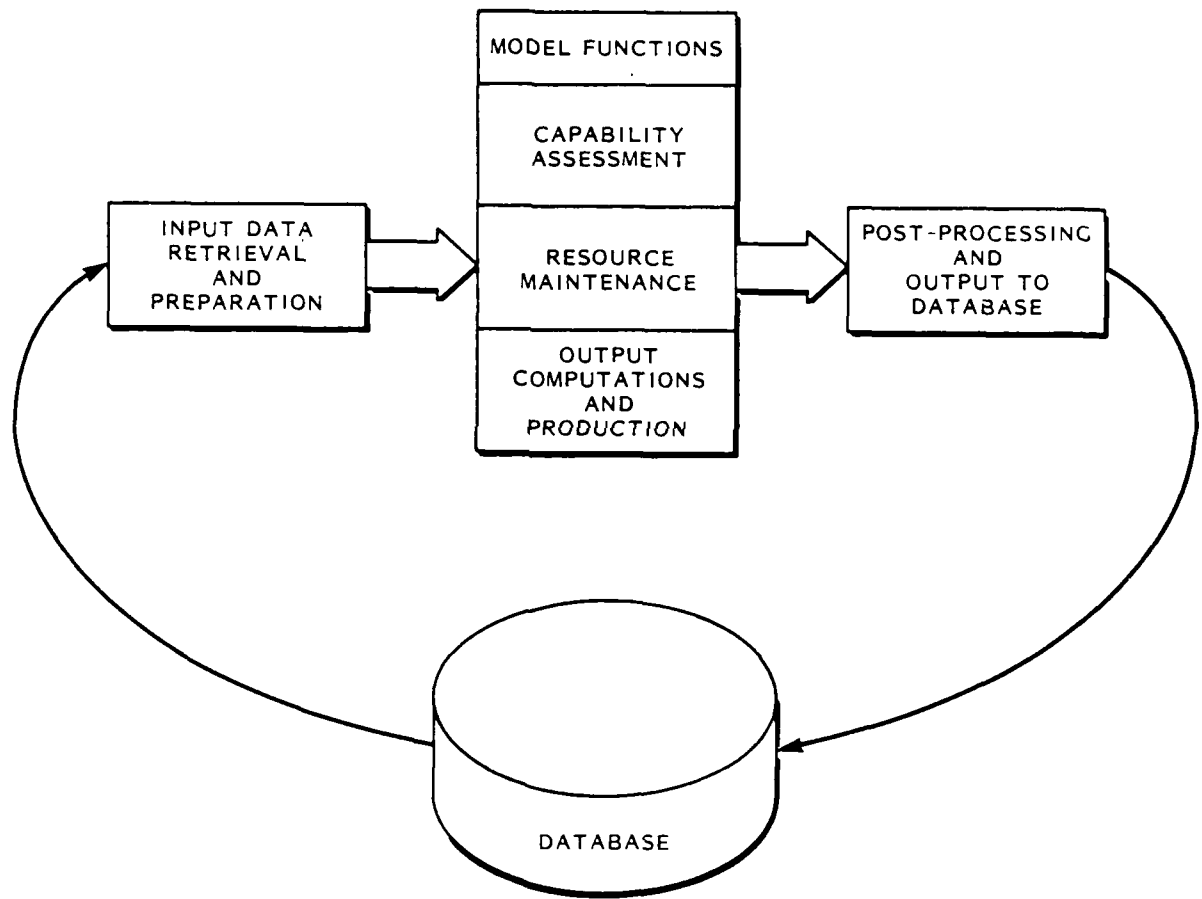 MODEL FUNCTIONS
CAPABILITY
ASSESSMENT
INPUT DATA
RETRIEVAL
AND
PREPARATION
RESOURCE
MAINTENANCE
POST-PROCESSING
AND
OUTPUT TO
DATABASE
OUTPUT
COMPUTATIONS
AND
PRODUCTION
DATABASE